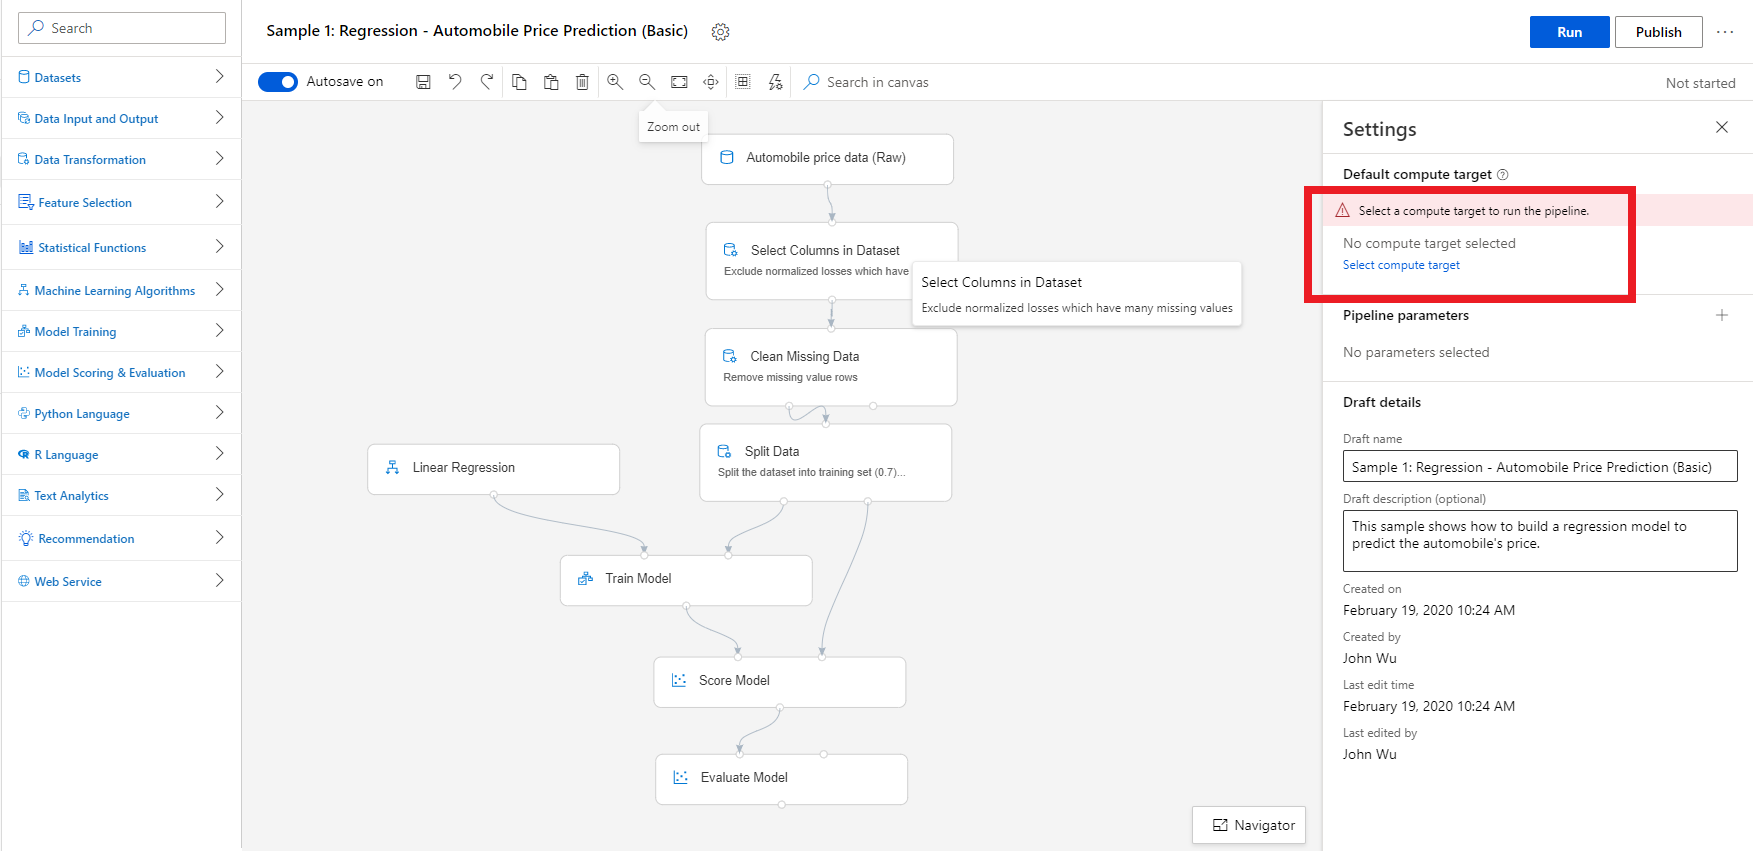 Search
Datasets
Data Input and Output
Data Transformation
Feature Selection
Statistical Functions
Machine Learning Algorithms
Model Training
Model Scoring & Evaluation
Python Language
R Language
Text Analytics
Recommendation
Web Service
Sample 1: Regression - Automobile Price Prediction (Basic)
Run
Publish
Autosave on
Search in canvas
Not started
Zoom out
Automobile price data (Raw)
Select Columns in Dataset
Exclude normalized losses which have
Select Columns in Dataset
Exclude normalized losses which have many missing values
Clean Missing Data
Remove missing value rows
Split Data
Split the dataset into training set (0.7)...
Linear Regression
Train Model
Score Model
Evaluate Model
Navigator
Settings
Default compute target
Select a compute target to run the pipeline.
No compute target selected
Select compute target
Pipeline parameters
No parameters selected
Draft details
Draft name
Sample 1: Regression - Automobile Price Prediction (Basic)
Draft description (optional)
This sample shows how to build a regression model to
predict the automobile's price.
Created on
February 19, 2020 10:24 AM
Created by
John Wu
Last edit time
February 19, 2020 10:24 AM
Last edited by
John Wu